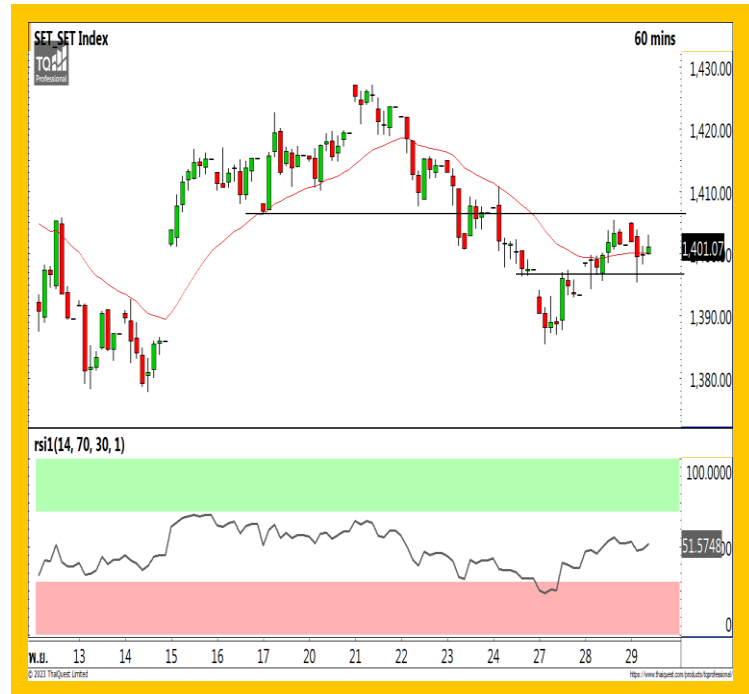 SET_SET Index 60 mins
TQ
Professional
1,430.00
1,420.00
1,410.00
1,401.07
1,390.00
1,380.00
rsi1(14, 70, 30, 1)
100.0000
51.5748
0
พ.ย. 13 14 15 16 17 20 21 22 23 24 27 28 29
© 2023 ThaiQuest Limited https://www.thaiquest.com/products/tqprofessional/